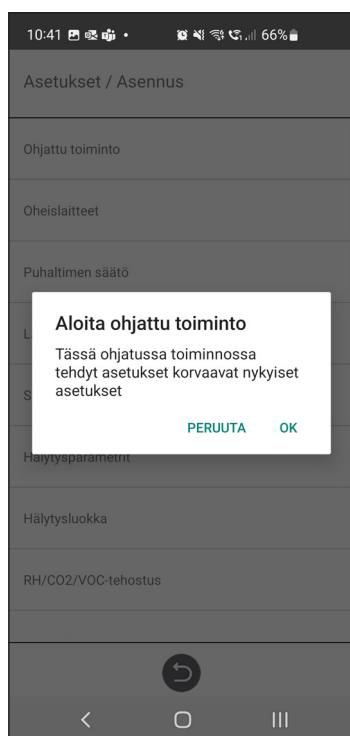 10:41 66%
Asetukset / Asennus
Ohjattu toiminto
Oheislaitteet
Puhaltimen säätö
Aloita ohjattu toiminto
Tässä ohjatussa toiminnossa
tehdyt asetukset korvaavat nykyiset
asetukset
PERUUTA OK
Hälytysparametrit
Hälytysluokka
RH/CO2/VOC-tehostus